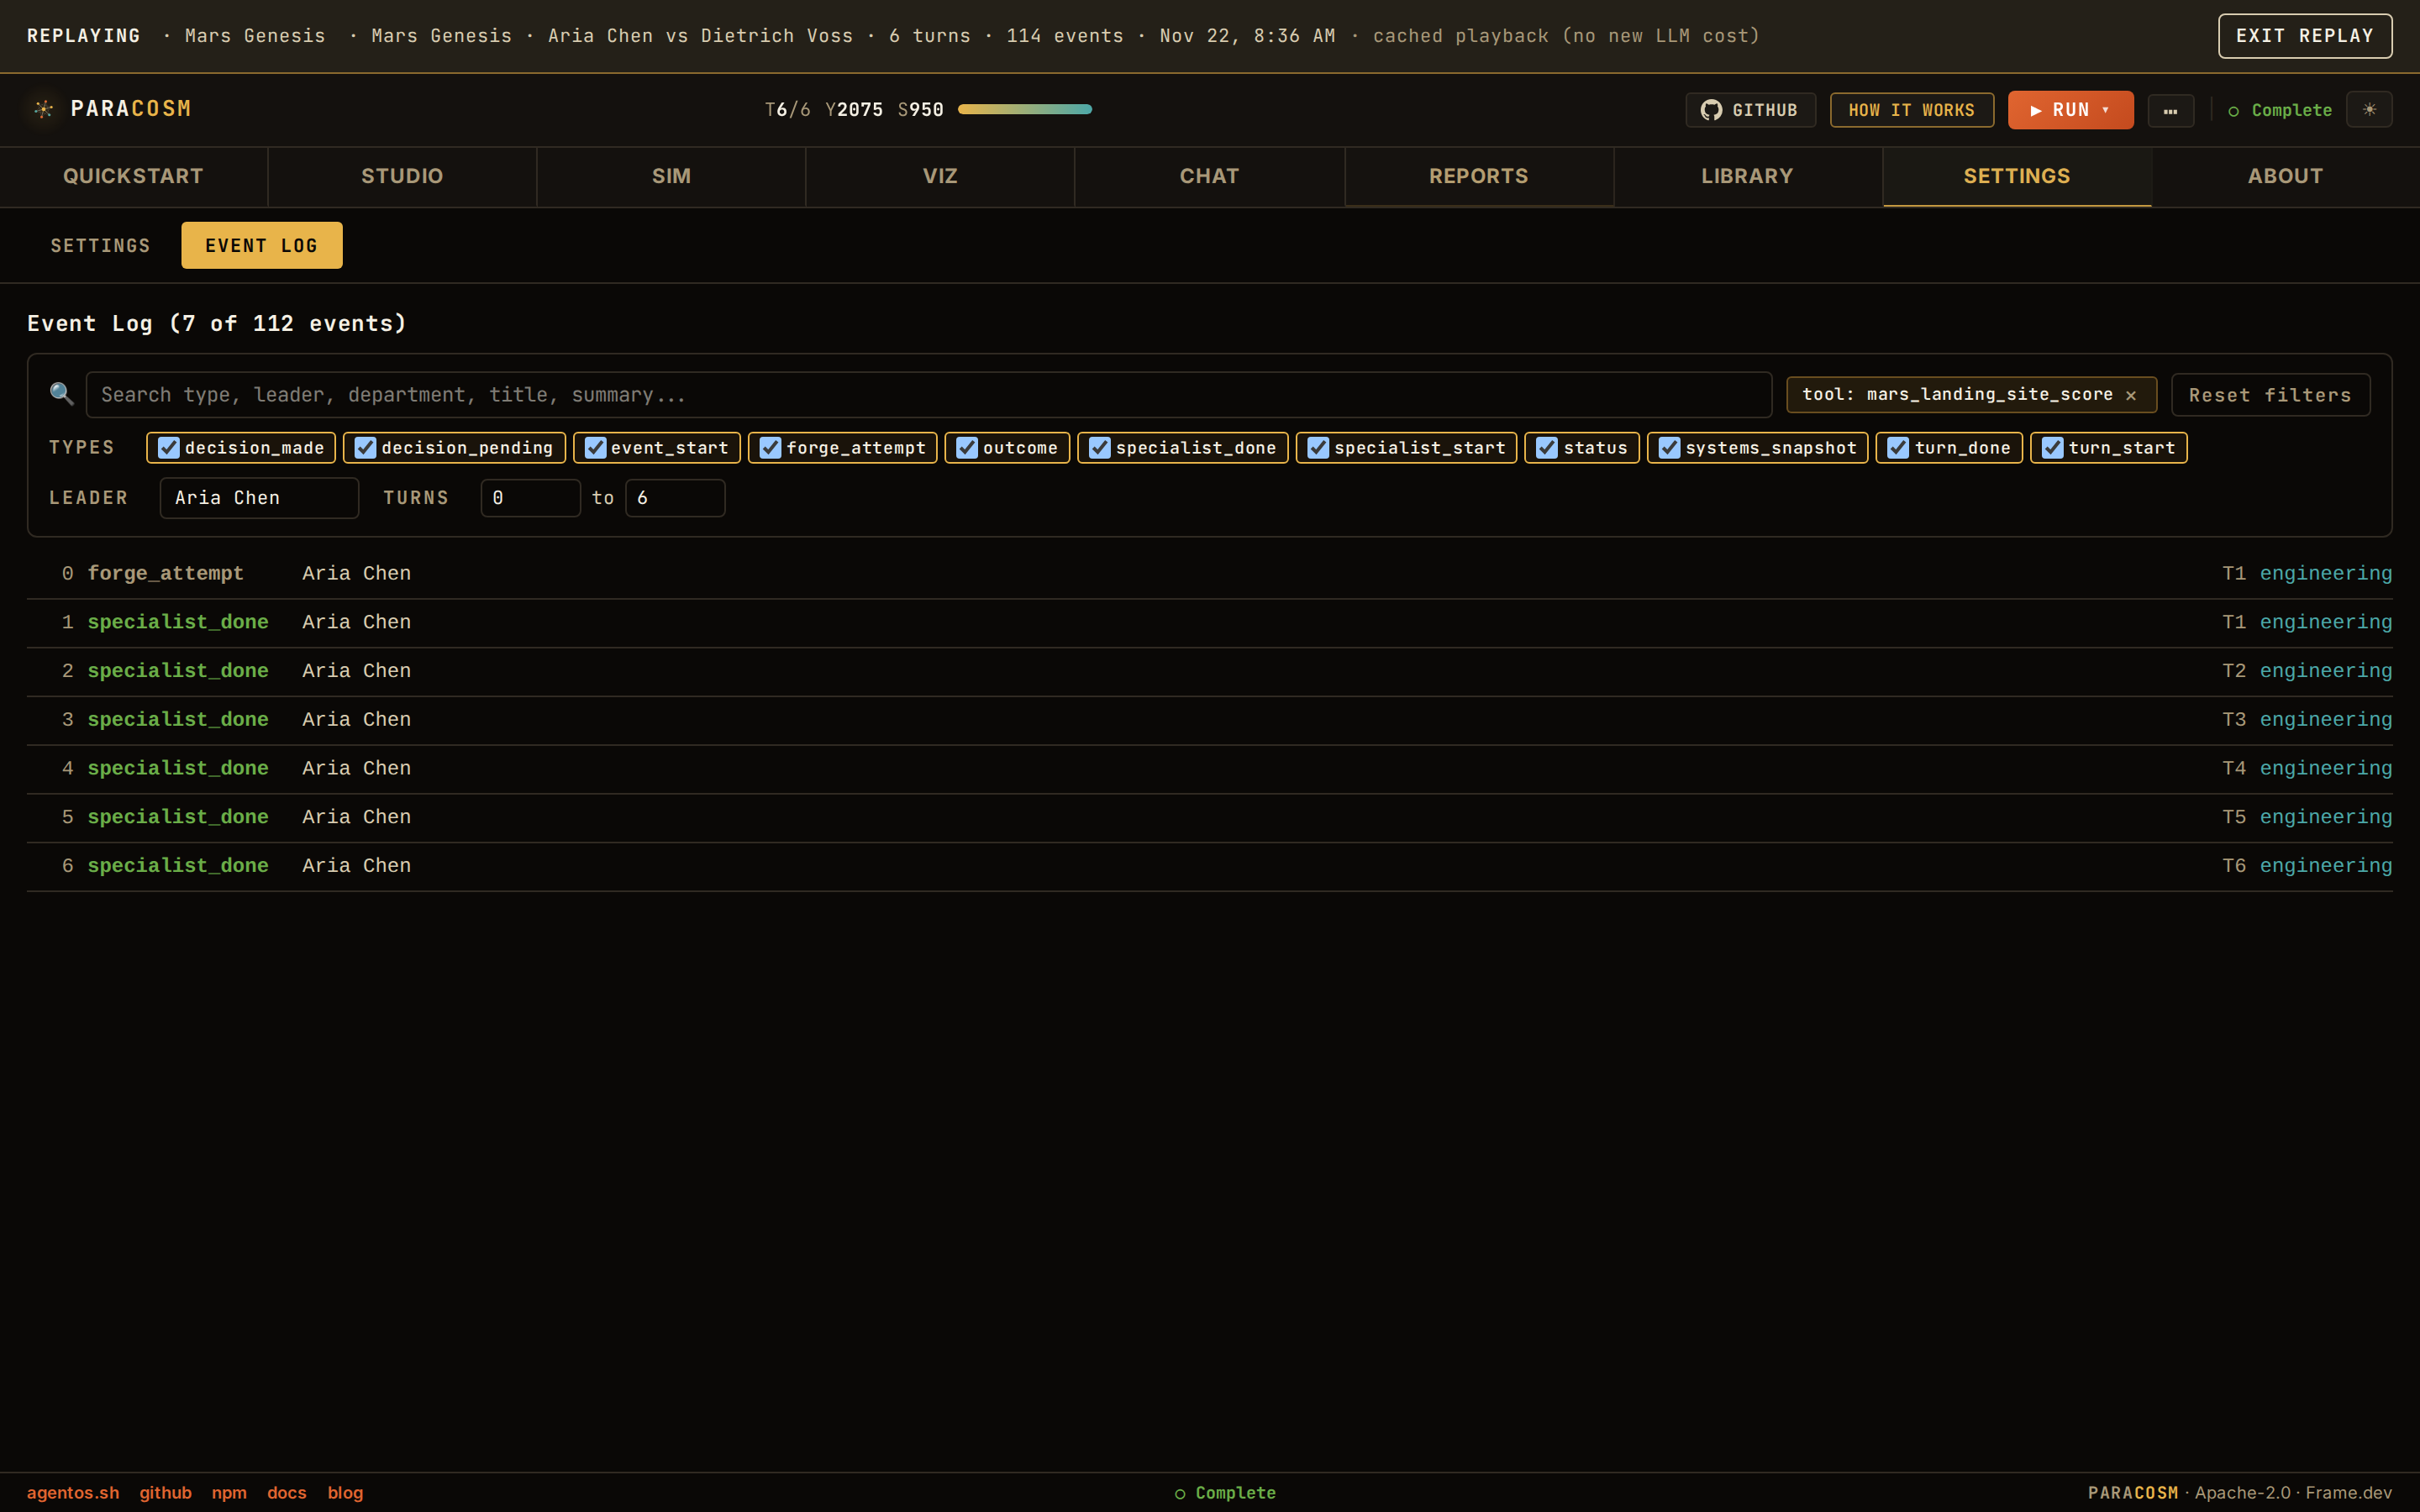 REPLAYING · Mars Genesis · Mars Genesis · Aria Chen vs Dietrich Voss · 6 turns · 114 events · Nov 22, 8:36 AM · cached playback (no new LLM cost) EXIT REPLAY
PARACOSM T6/6 Y2075 S950 GITHUB HOW IT WORKS ▶ RUN ▾ … ○ Complete ☀
QUICKSTART STUDIO SIM VIZ CHAT REPORTS LIBRARY SETTINGS ABOUT
SETTINGS EVENT LOG
Event Log (7 of 112 events)
🔍 Search type, leader, department, title, summary... tool: mars_landing_site_score × Reset filters
TYPES decision_made decision_pending event_start forge_attempt outcome specialist_done specialist_start status systems_snapshot turn_done turn_start
LEADER Aria Chen TURNS 0 to 6
0 forge_attempt Aria Chen T1 engineering
1 specialist_done Aria Chen T1 engineering
2 specialist_done Aria Chen T2 engineering
3 specialist_done Aria Chen T3 engineering
4 specialist_done Aria Chen T4 engineering
5 specialist_done Aria Chen T5 engineering
6 specialist_done Aria Chen T6 engineering
agentos.sh github npm docs blog ○ Complete PARACOSM · Apache-2.0 · Frame.dev